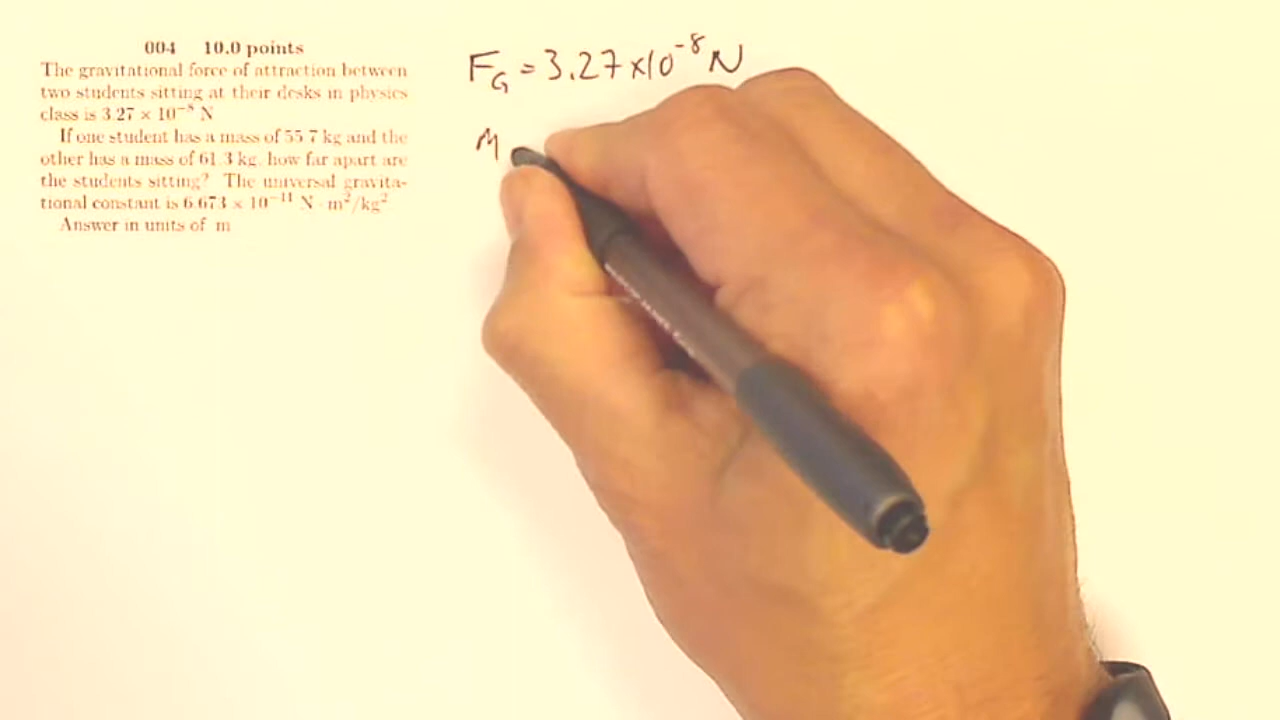 004 10.0 points
The gravitational force of attraction between
two students sitting at their desks in physics
class is 3.27 × 10⁻⁸ N
If one student has a mass of 55.7 kg and the
other has a mass of 61.3 kg, how far apart are
the students sitting? The universal gravita-
tional constant is 6.673 × 10⁻¹¹ N · m²/kg²
Answer in units of m
F_G = 3.27 ×10⁻⁸ N
M